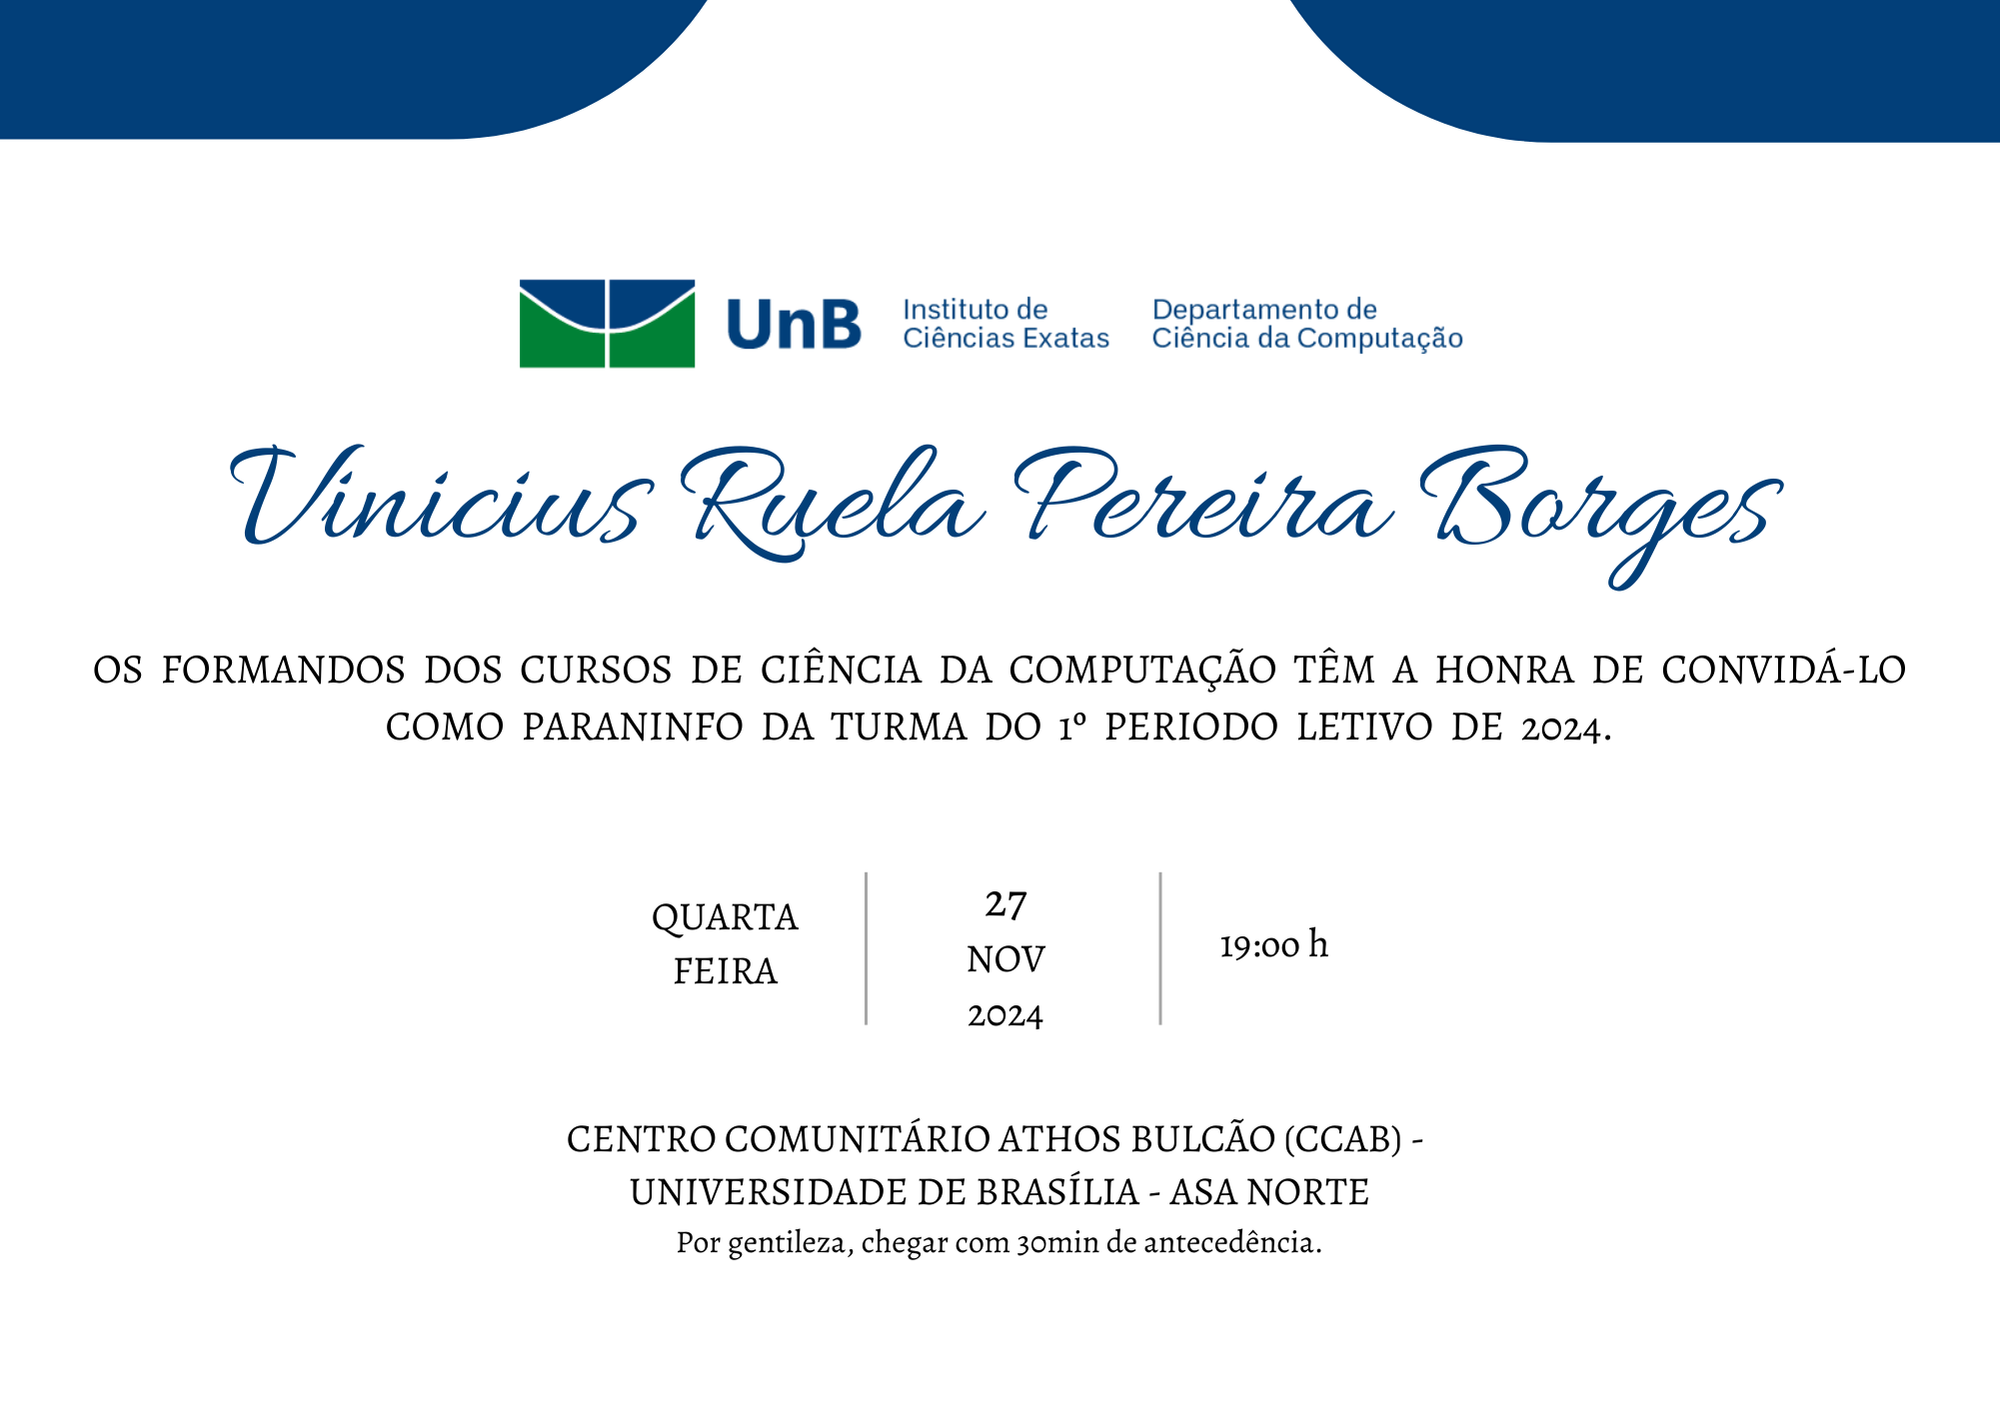 UnB
Instituto de
Ciências Exatas
Departamento de
Ciência da Computação
Vinicius Ruela Pereira Borges
OS FORMANDOS DOS CURSOS DE CIÊNCIA DA COMPUTAÇÃO TÊM A HONRA DE CONVIDÁ-LO
COMO PARANINFO DA TURMA DO 1º PERIODO LETIVO DE 2024.
QUARTA
FEIRA
27
NOV
2024
19:00 h
CENTRO COMUNITÁRIO ATHOS BULCÃO (CCAB) -
UNIVERSIDADE DE BRASÍLIA - ASA NORTE
Por gentileza, chegar com 30min de antecedência.